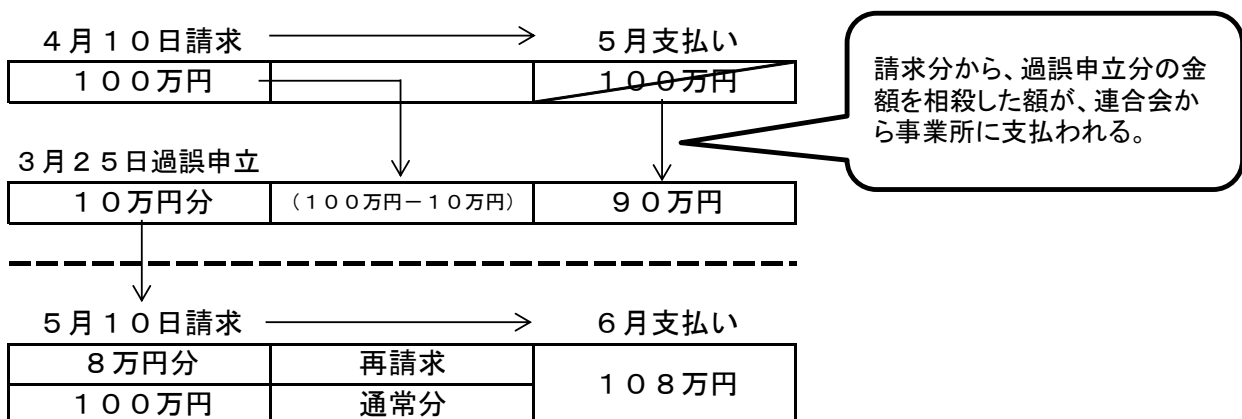 4月10日請求
5月支払い
100万円
100万円
請求分から、過誤申立分の金
額を相殺した額が、連合会か
ら事業所に支払われる。
3月25日過誤申立
10万円分
(100万円-10万円)
90万円
5月10日請求
6月支払い
8万円分
再請求
108万円
100万円
通常分